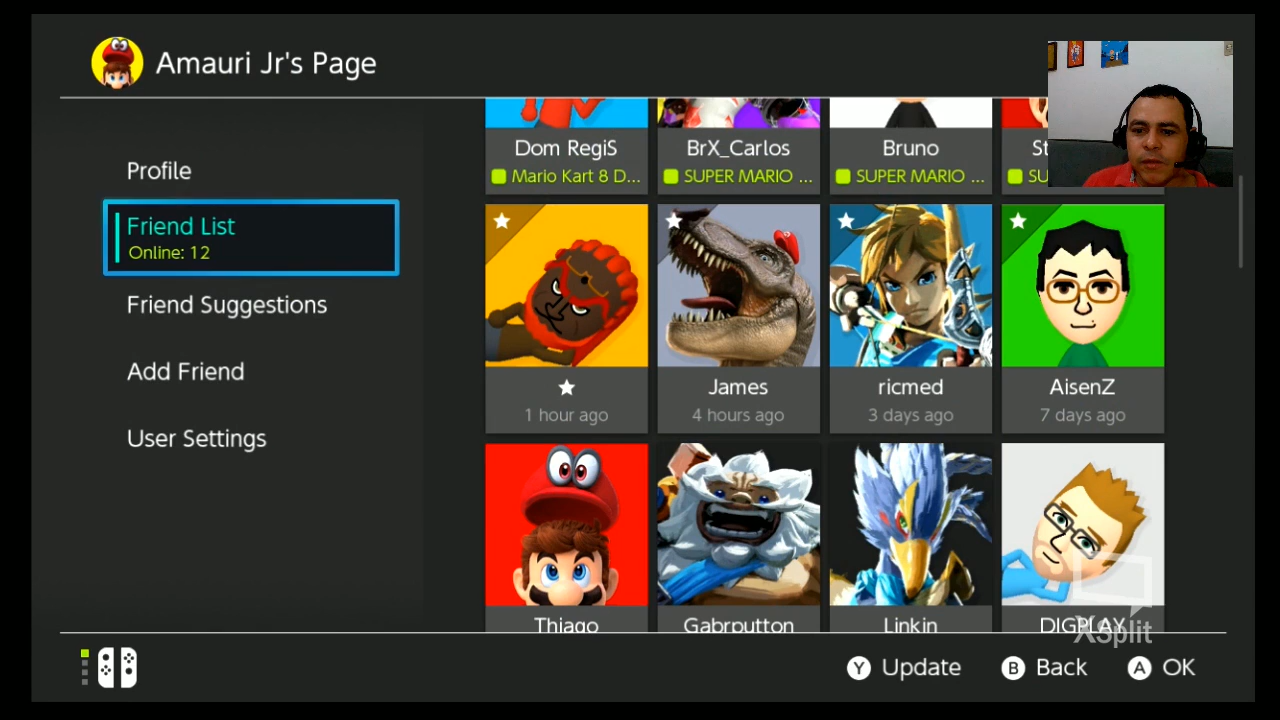 Amauri Jr's Page
Profile
Friend List
Online: 12
Friend Suggestions
Add Friend
User Settings
Dom RegiS
Mario Kart 8 D...
BrX_Carlos
SUPER MARIO ...
Bruno
SUPER MARIO ...
St
SU
★
1 hour ago
James
4 hours ago
ricmed
3 days ago
AisenZ
7 days ago
Thiago
Gabrputton
Linkin
DIGPLAY
XSplit
Y Update
B Back
A OK